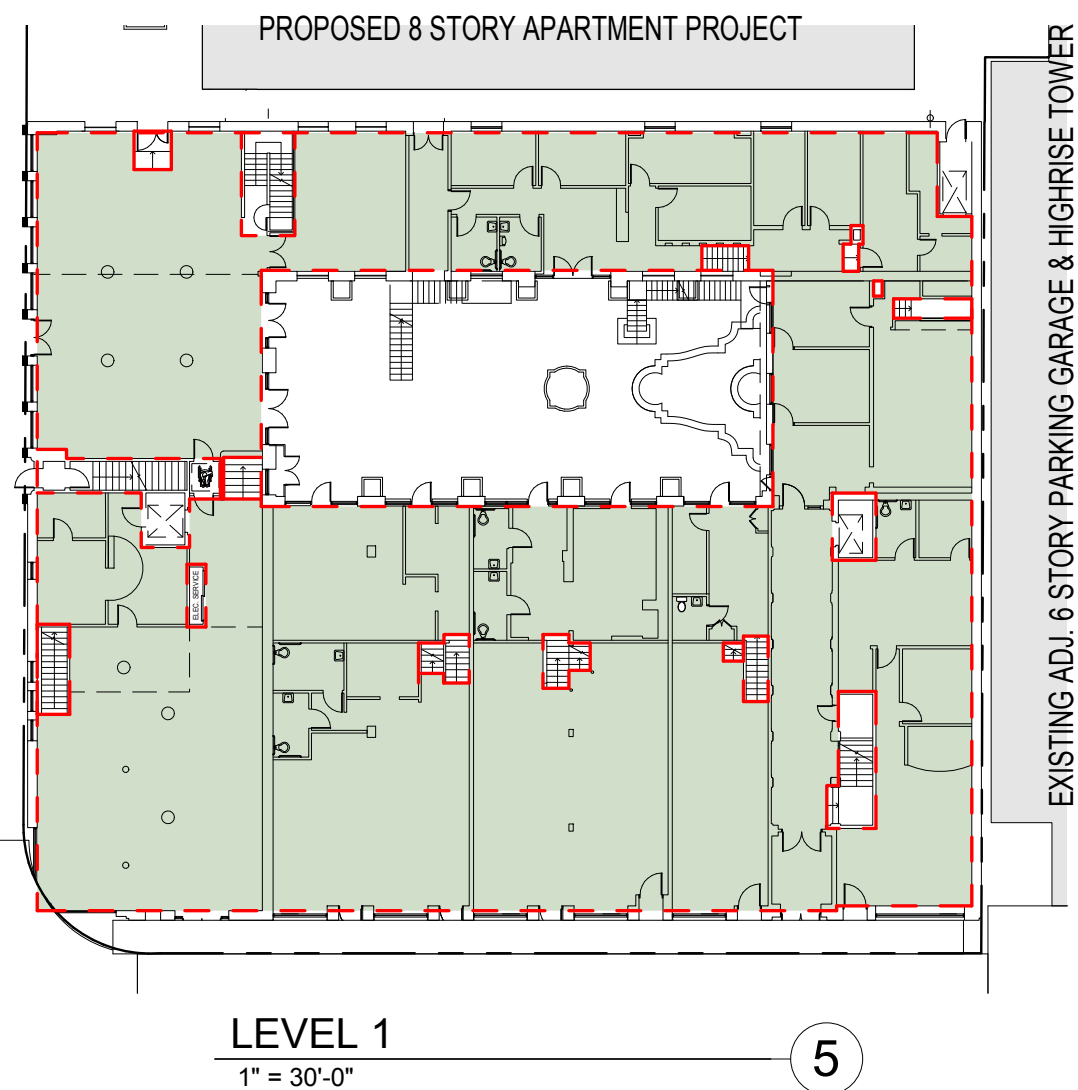 PROPOSED 8 STORY APARTMENT PROJECT
EXISTING ADJ. 6 STORY PARKING GARAGE & HIGHRISE TOWER
ELEC. SERVICE
LEVEL 1
1" = 30'-0"
5